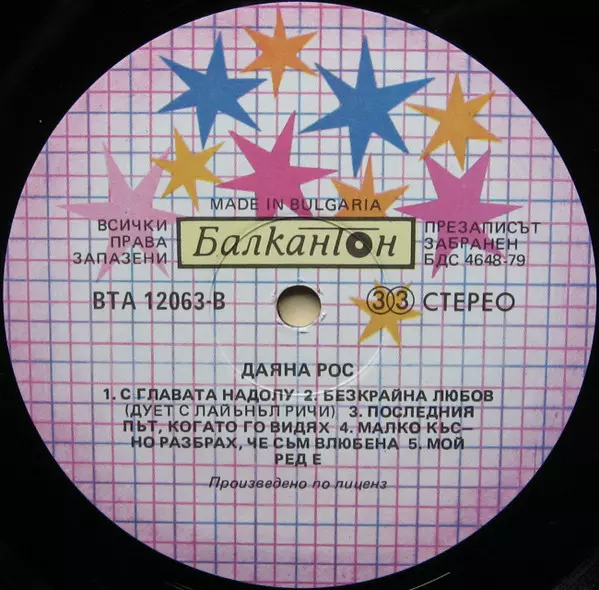 MADE IN BULGARIA
ВСИЧКИ
ПРАВА
ЗАПАЗЕНИ
Балкантон
ПРЕЗАПИСЪТ
ЗАБРАНЕН
БДС 4648-79
ВТА 12063-В
33 СТЕРЕО
ДАЯНА РОС
1. С ГЛАВАТА НАДОЛУ 2. БЕЗКРАЙНА ЛЮБОВ
(ДУЕТ С ЛАЙЪНЪЛ РИЧИ) 3. ПОСЛЕДНИЯ
ПЪТ, КОГАТО ГО ВИДЯХ 4. МАЛКО КЪС-
НО РАЗБРАХ, ЧЕ СЪМ ВЛЮБЕНА 5. МОЙ
РЕД Е
Произведено по лиценз